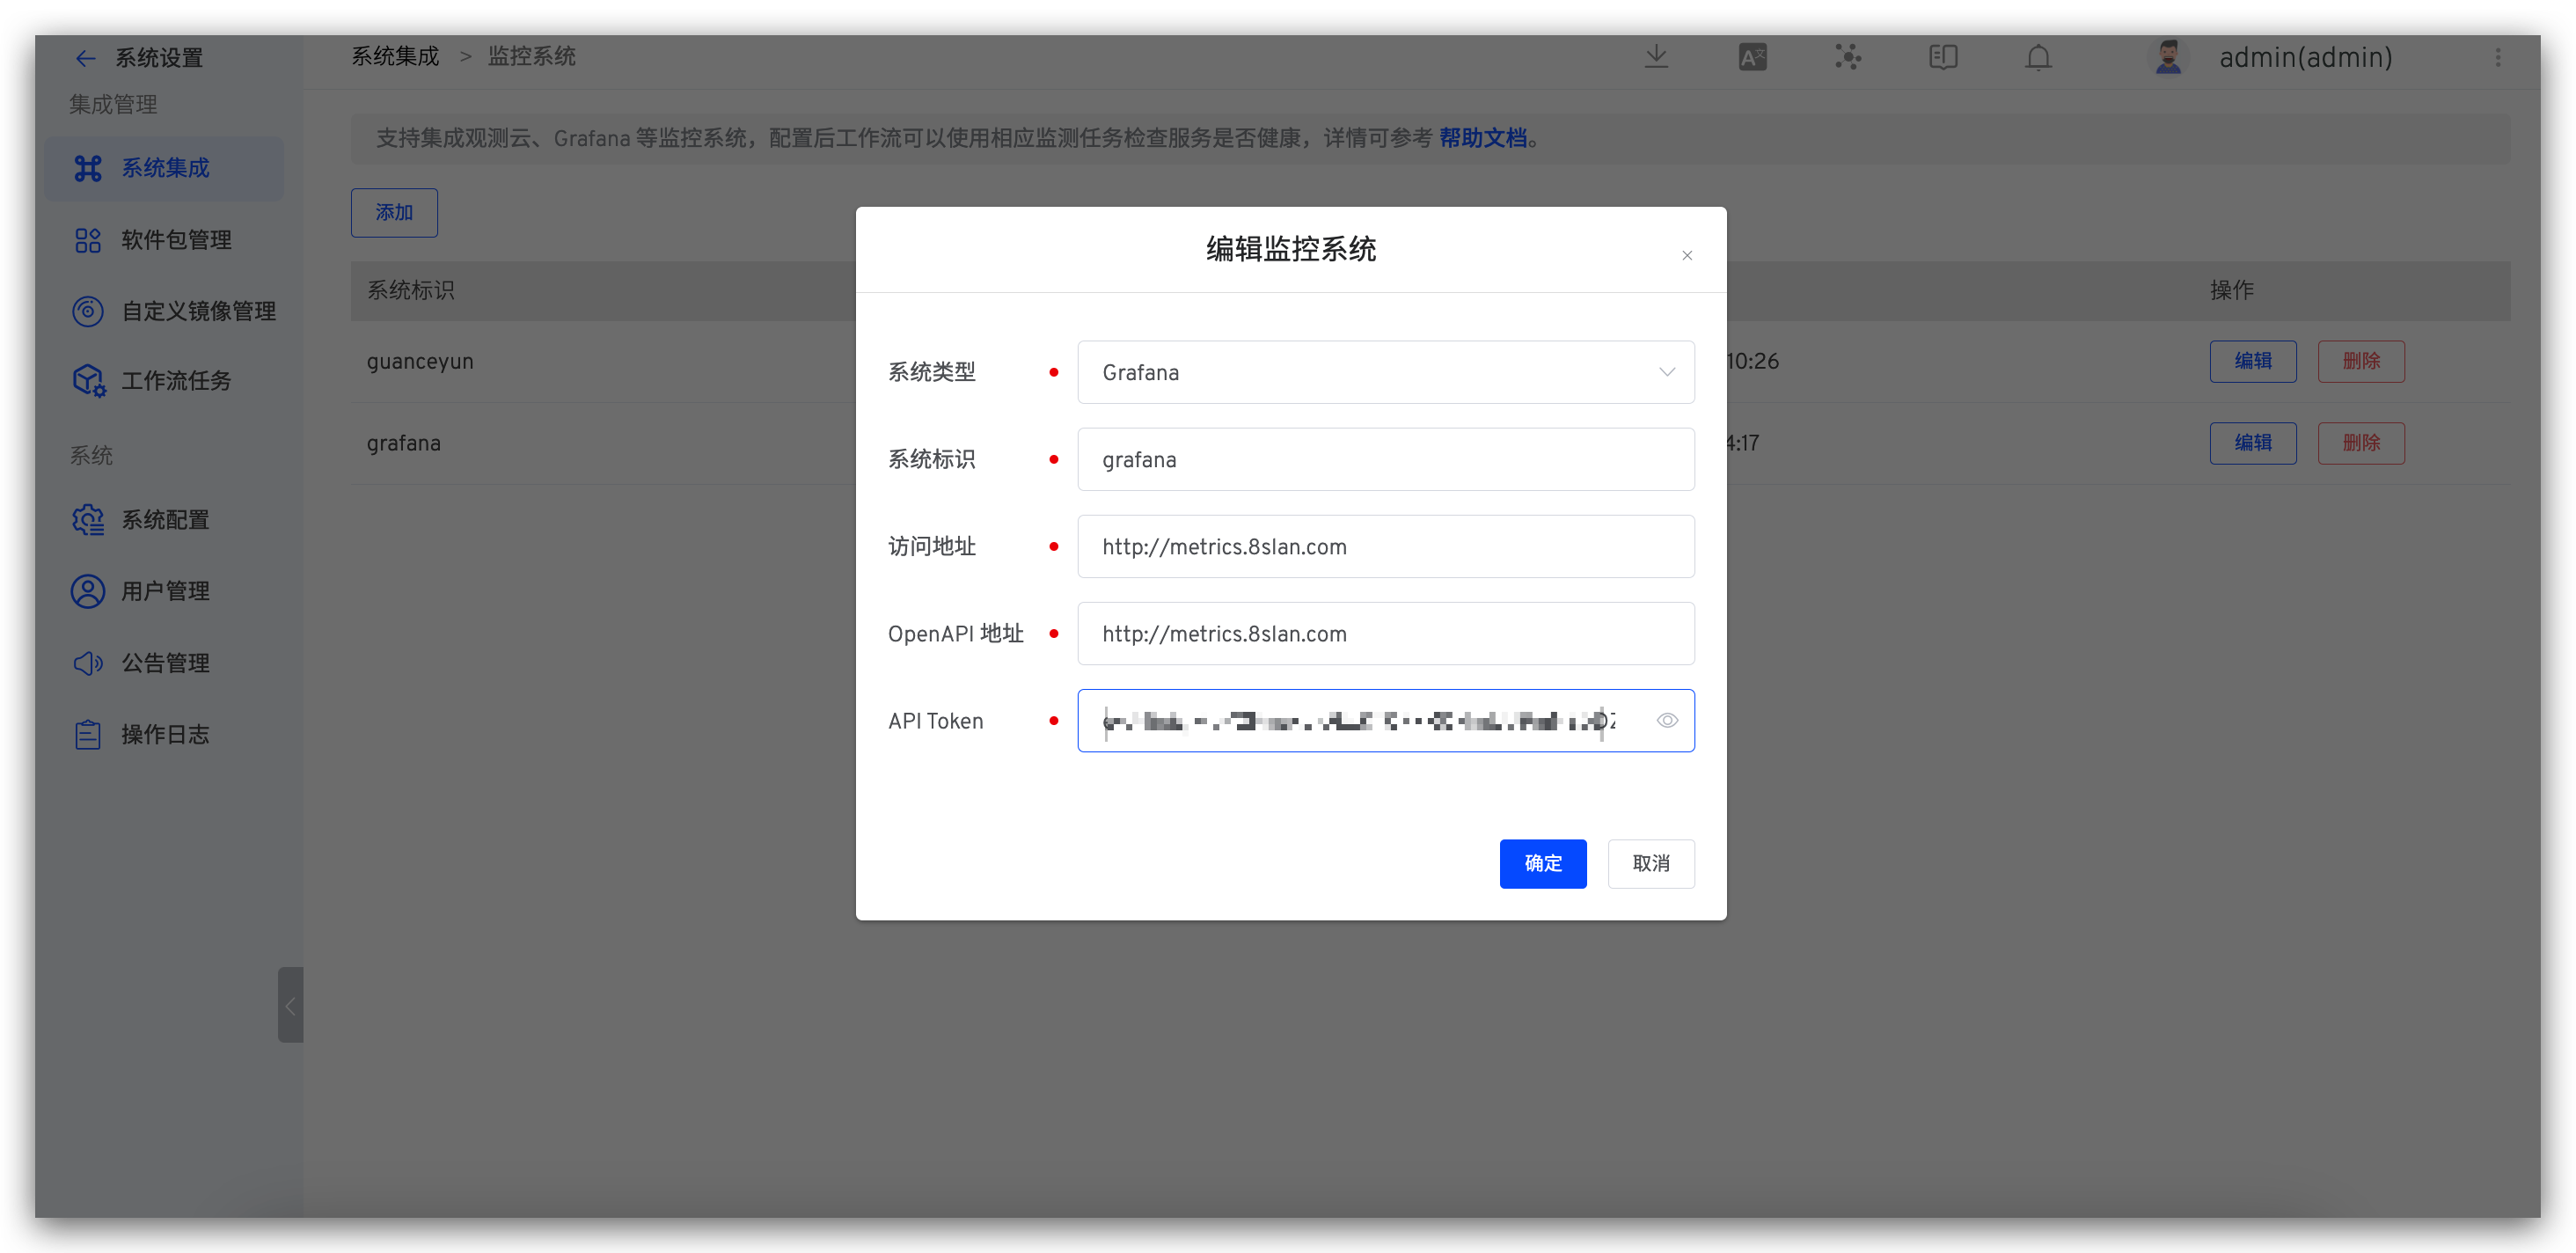 系统设置
集成管理
系统集成
软件包管理
自定义镜像管理
工作流任务
系统
系统配置
用户管理
公告管理
操作日志
系统集成 > 监控系统
admin(admin)
支持集成观测云、Grafana 等监控系统，配置后工作流可以使用相应监测任务检查服务是否健康，详情可参考 帮助文档。
添加
系统标识 操作
guanceyun 10:26 编辑 删除
grafana 4:17 编辑 删除
编辑监控系统
系统类型 Grafana
系统标识 grafana
访问地址 http://metrics.8slan.com
OpenAPI 地址 http://metrics.8slan.com
API Token
确定 取消